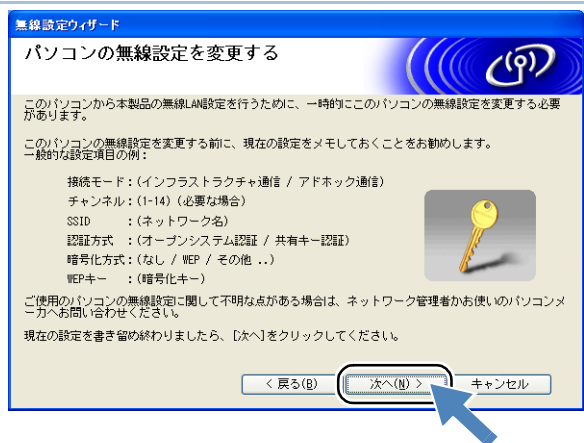 無線設定ウィザード
パソコンの無線設定を変更する
このパソコンから本製品の無線LAN設定を行うために、一時的にこのパソコンの無線設定を変更する必要
があります。
このパソコンの無線設定を変更する前に、現在の設定をメモしておくことをお勧めします。
一般的な設定項目の例：
接続モード：(インフラストラクチャ通信 / アドホック通信)
チャンネル：(1-14) (必要な場合)
SSID ：(ネットワーク名)
認証方式 ：(オープンシステム認証 / 共有キー認証)
暗号化方式：(なし / WEP / その他 ..)
WEPキー ：(暗号化キー)
ご使用のパソコンの無線設定に関して不明な点がある場合は、ネットワーク管理者かお使いのパソコンメ
ーカへお問い合わせください。
現在の設定を書き留め終わりましたら、[次へ]をクリックしてください。
< 戻る(B) 次へ(N) > キャンセル